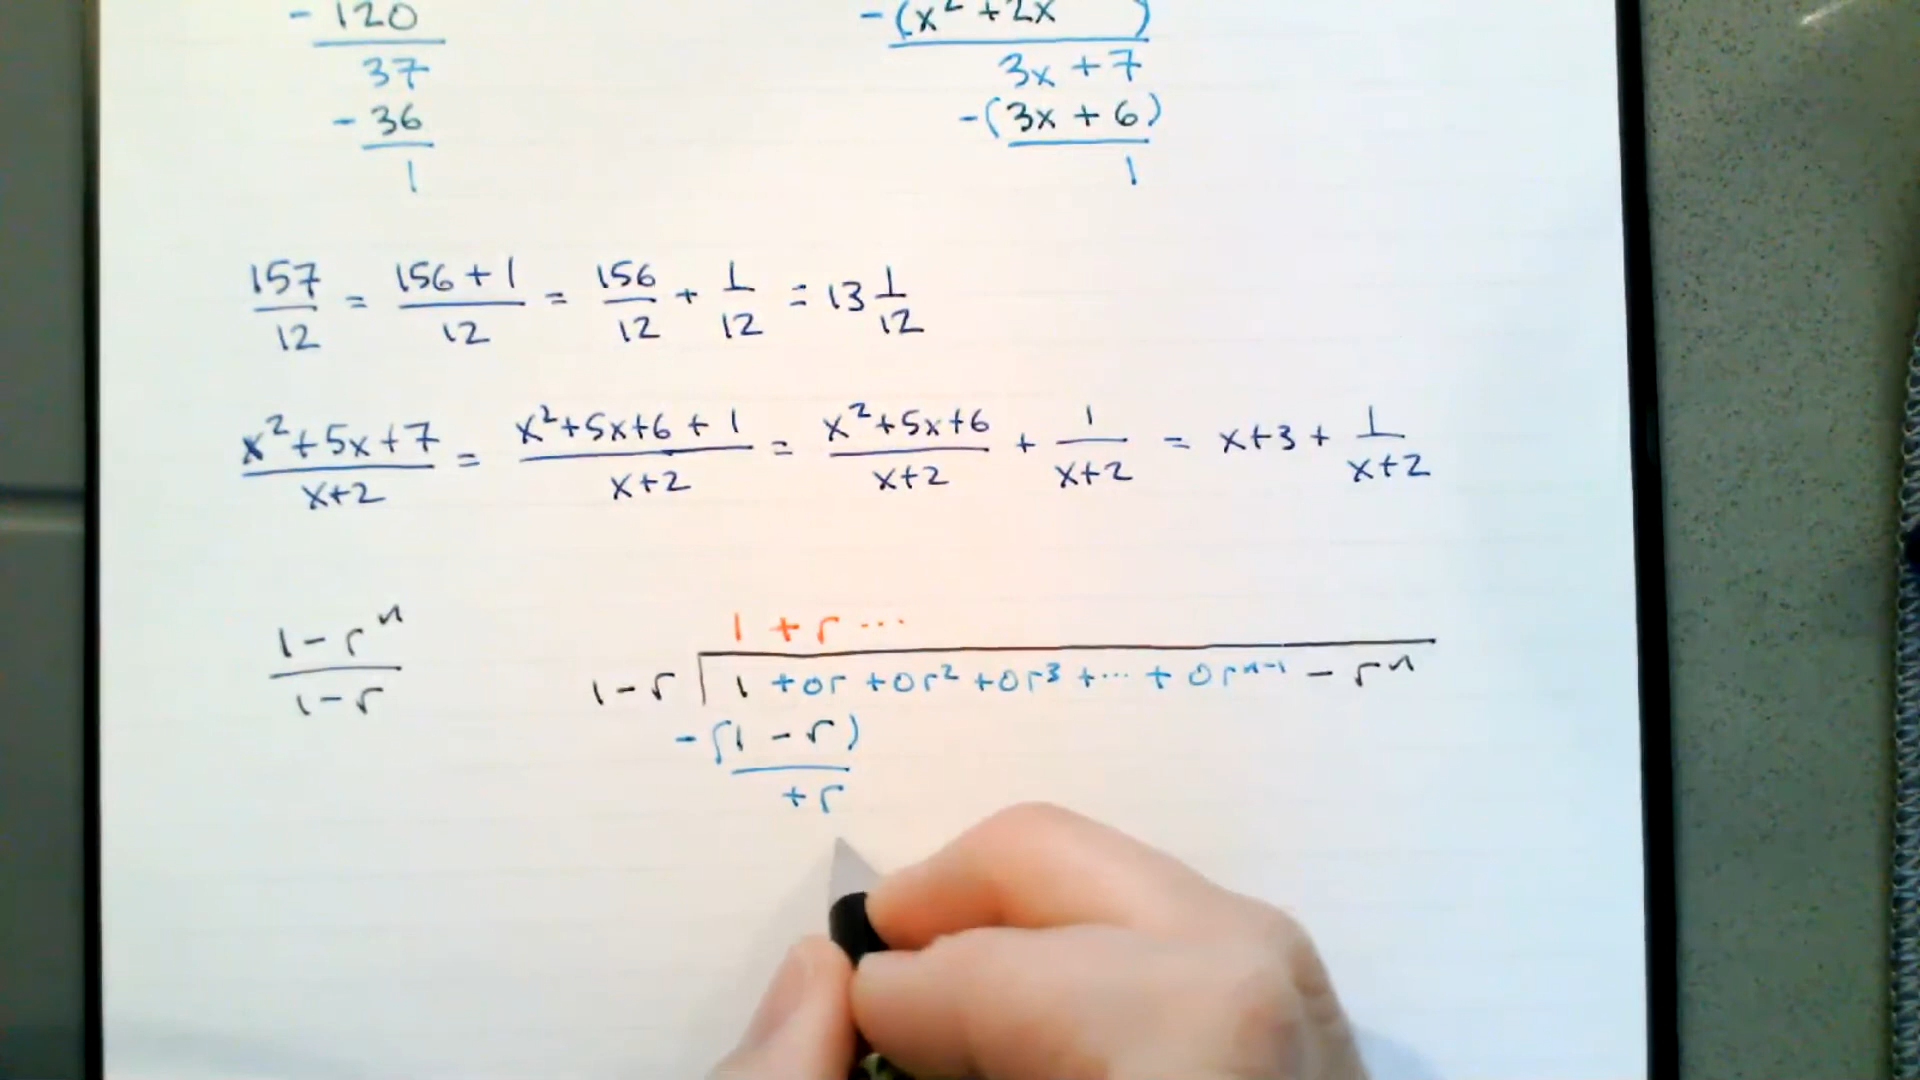 - 120
37
- 36
1
-(x² + 2x )
3x + 7
-(3x + 6)
1
157/12 = 156 + 1/12 = 156/12 + 1/12 = 13 1/12
x²+5x+7/x+2 = x²+5x+6 + 1/x+2 = x²+5x+6/x+2 + 1/x+2 = x+3 + 1/x+2
1 - rⁿ/1 - r
1 + r ...
1 - r 1 + 0r + 0r² + 0r³ + ... + 0rⁿ⁻¹ - rⁿ
-(1 - r)
+ r